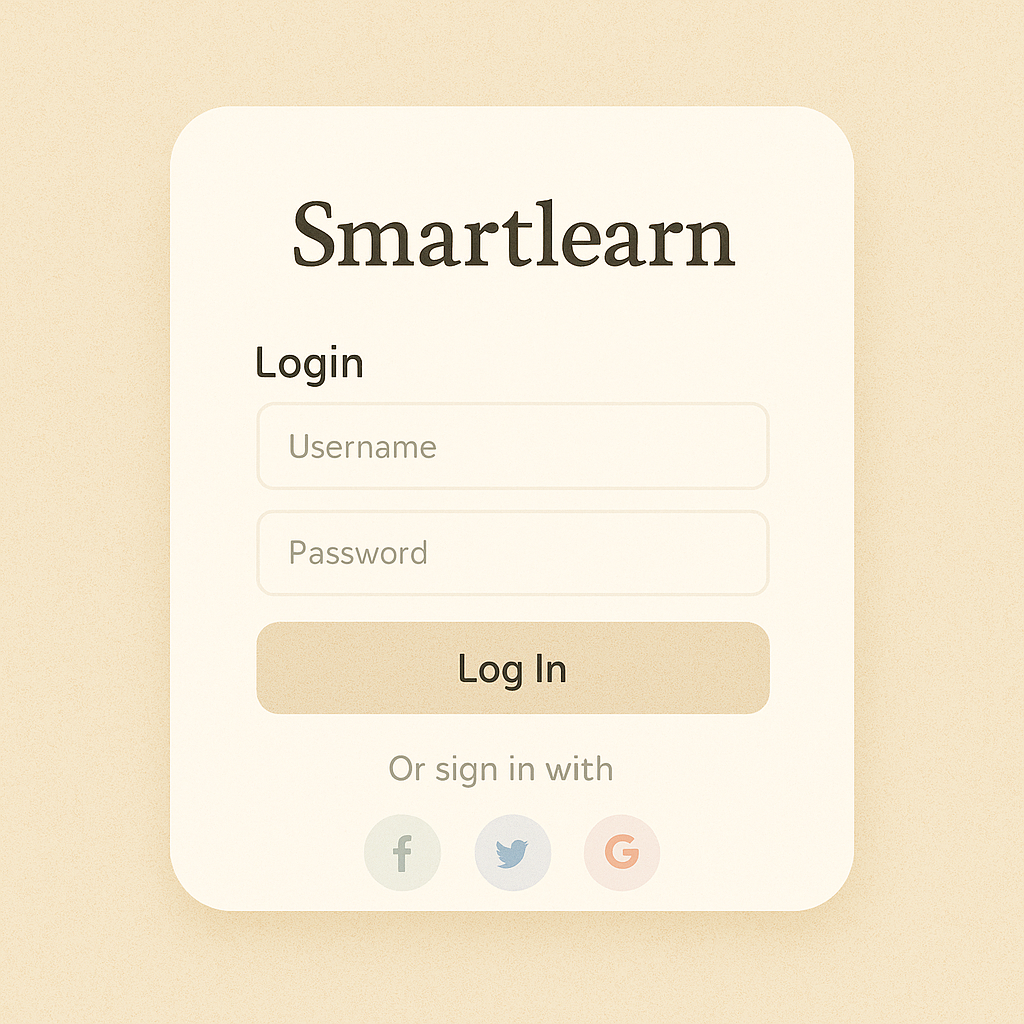 Smartlearn
Login
Username
Password
Log In
Or sign in with
f
G